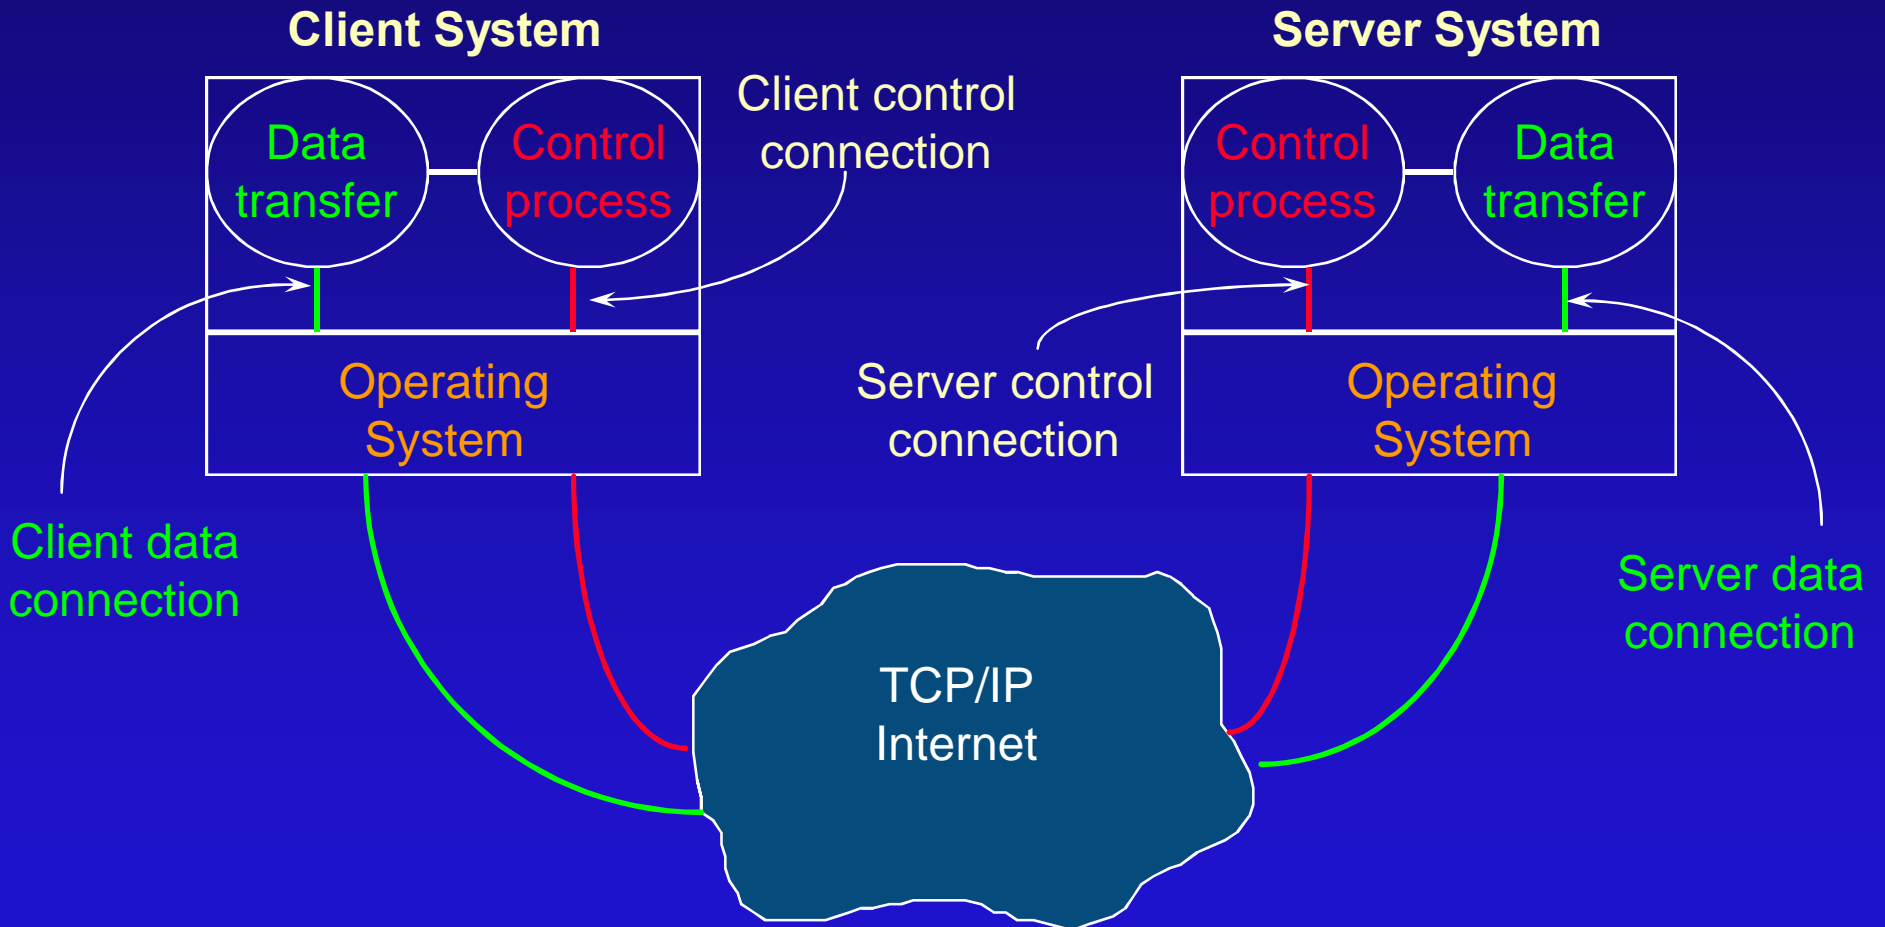 Client System
Server System
Data
transfer
Control
process
Client control
connection
Control
process
Data
transfer
Operating
System
Server control
connection
Operating
System
Client data
connection
Server data
connection
TCP/IP
Internet